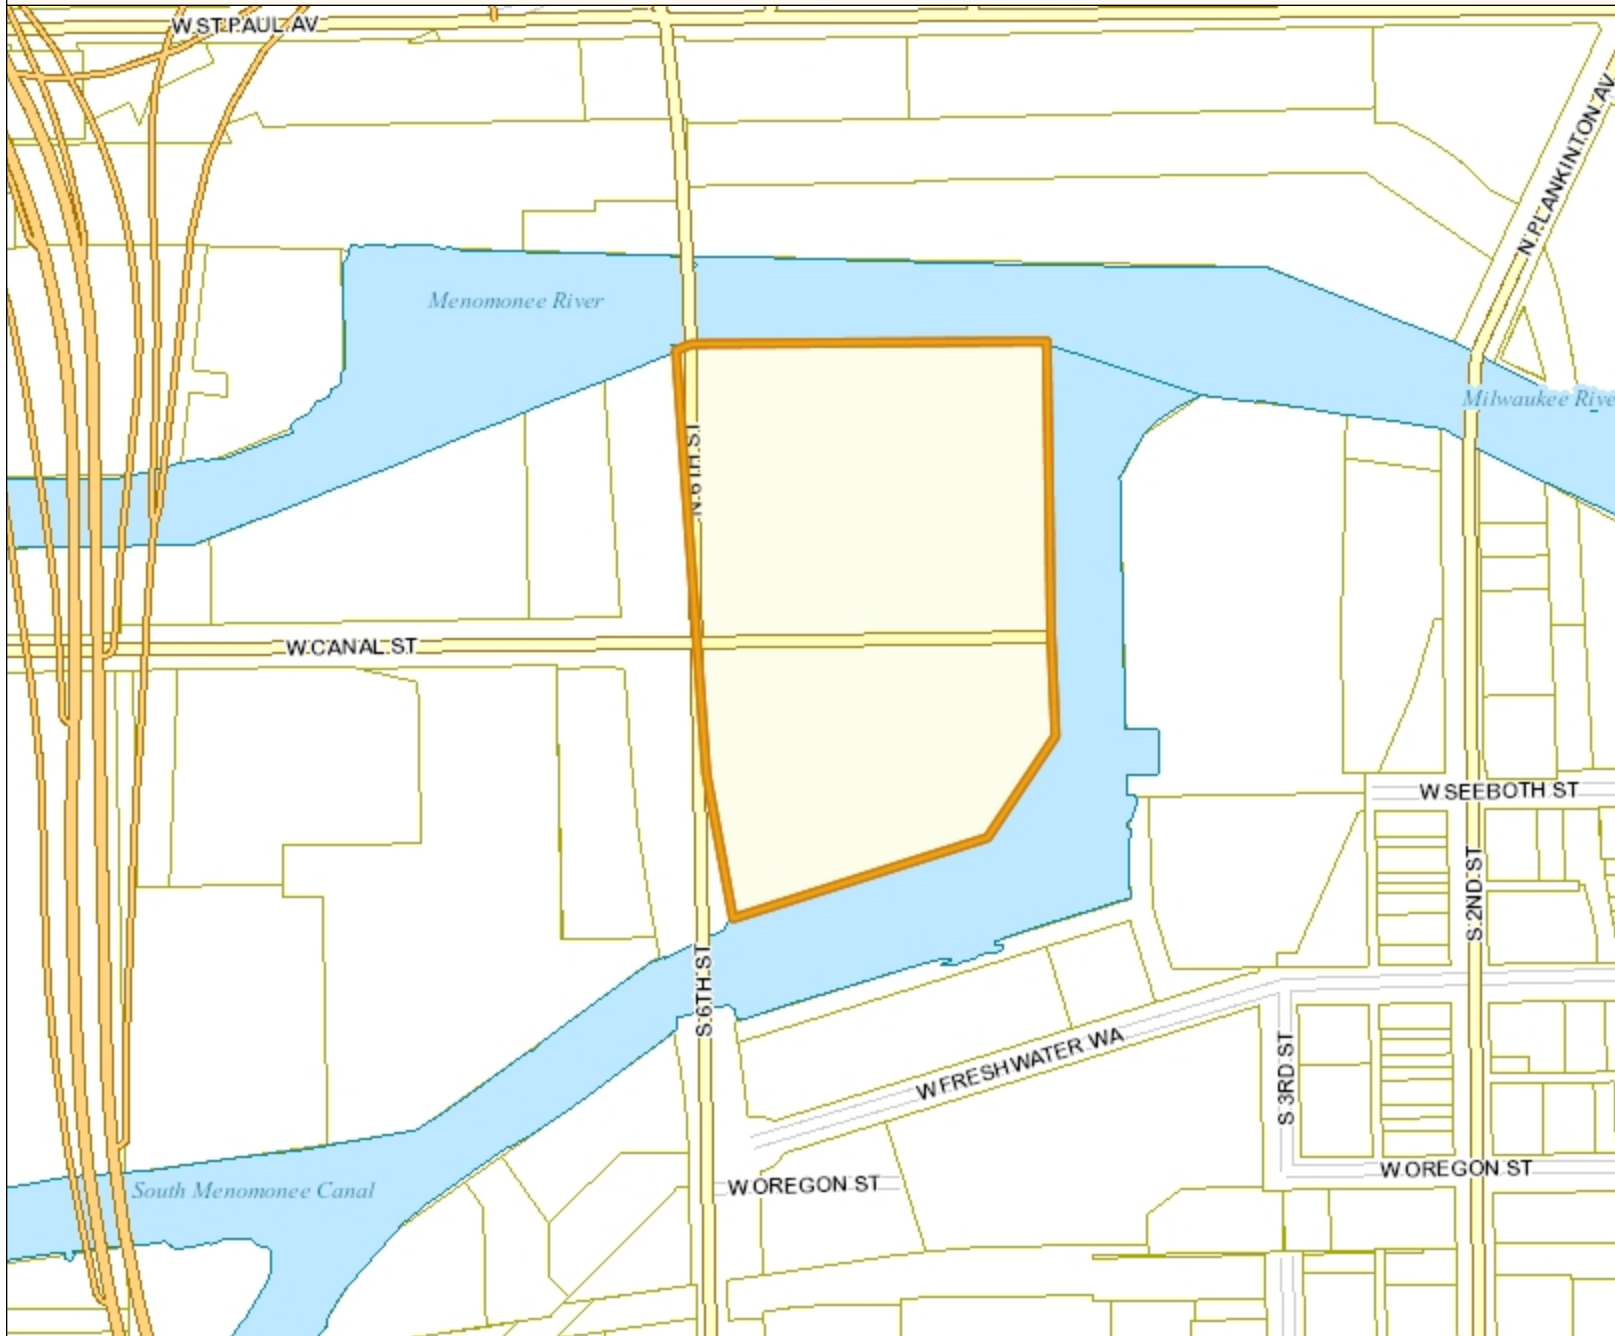 W ST PAUL AV
N PLANKINTON AV
Menomonee River
Milwaukee Rive
N 6TH ST
W CANAL ST
W SEEBOTH ST
S 2ND ST
S 6TH ST
W FRESHWATER WA
S 3RD ST
W OREGON ST
W OREGON ST
South Menomonee Canal